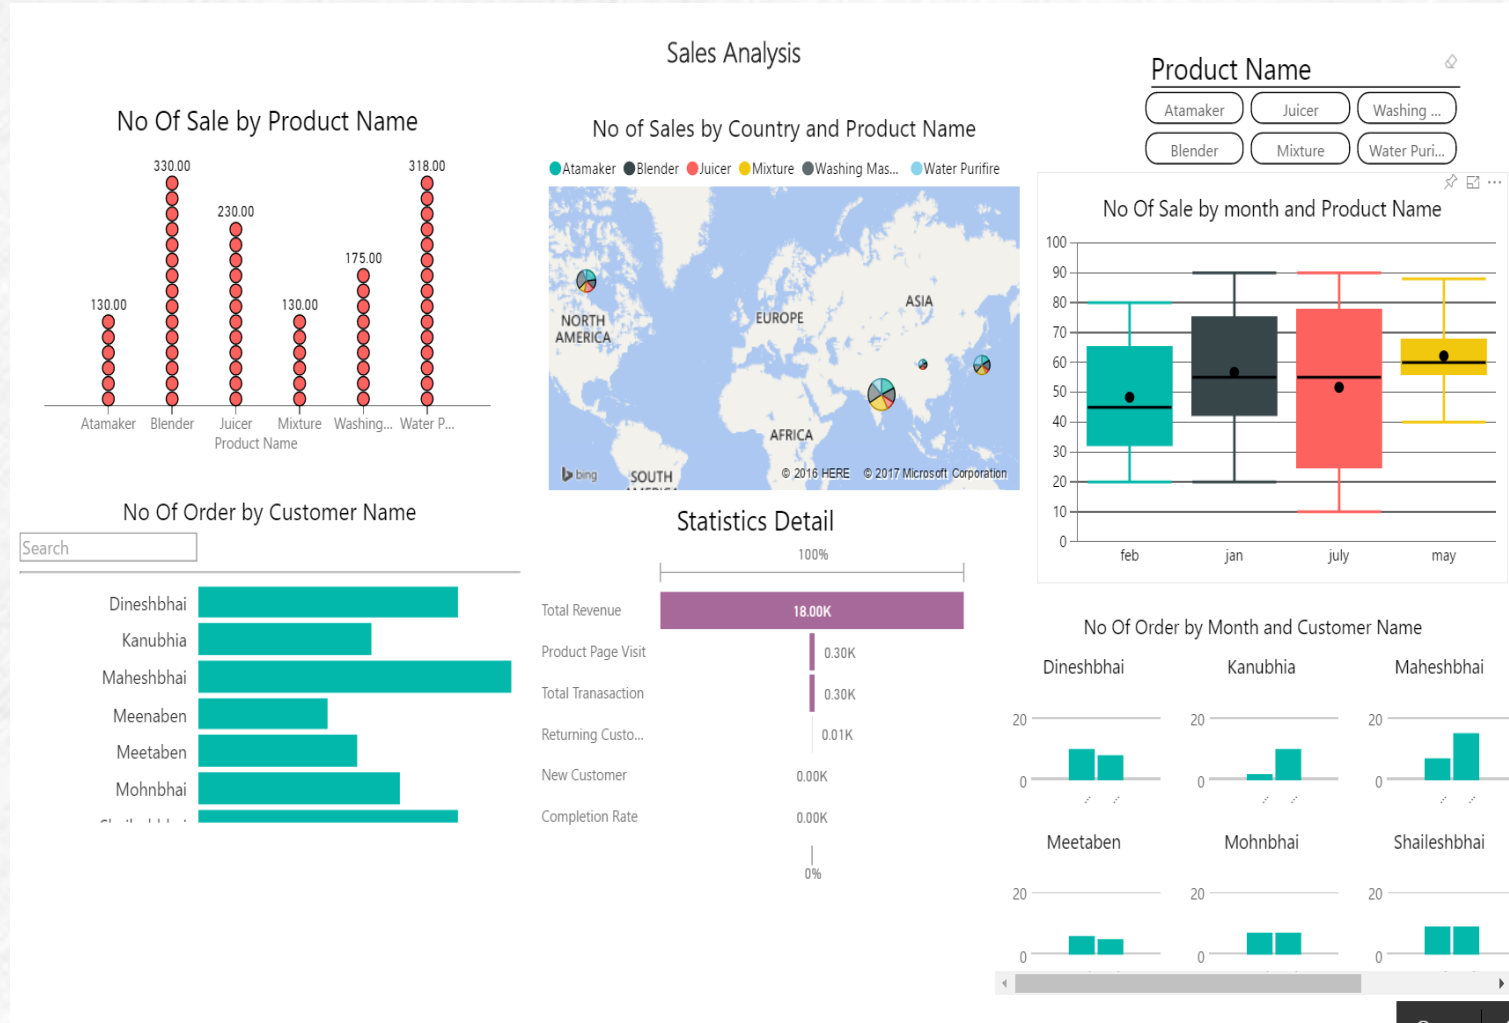 Sales Analysis
No Of Sale by Product Name
330.00
318.00
230.00
175.00
130.00
130.00
Atamaker Blender Juicer Mixture Washing... Water P...
Product Name
No of Sales by Country and Product Name
Atamaker Blender Juicer Mixture Washing Mas... Water Purifire
NORTH
AMERICA
EUROPE
ASIA
AFRICA
SOUTH
AMERICA
bing
© 2016 HERE © 2017 Microsoft Corporation
Product Name
Atamaker Juicer Washing ...
Blender Mixture Water Puri...
No Of Sale by month and Product Name
100
90
80
70
60
50
40
30
20
10
0
feb jan july may
No Of Order by Customer Name
Search
Dineshbhai
Kanubhia
Maheshbhai
Meenaben
Meetaben
Mohnbhai
Statistics Detail
100%
Total Revenue 18.00K
Product Page Visit 0.30K
Total Tranasaction 0.30K
Returning Custo... 0.01K
New Customer 0.00K
Completion Rate 0.00K
0%
No Of Order by Month and Customer Name
Dineshbhai Kanubhia Maheshbhai
20 20 20
0 0 0
Meetaben Mohnbhai Shaileshbhai
20 20 20
0 0 0